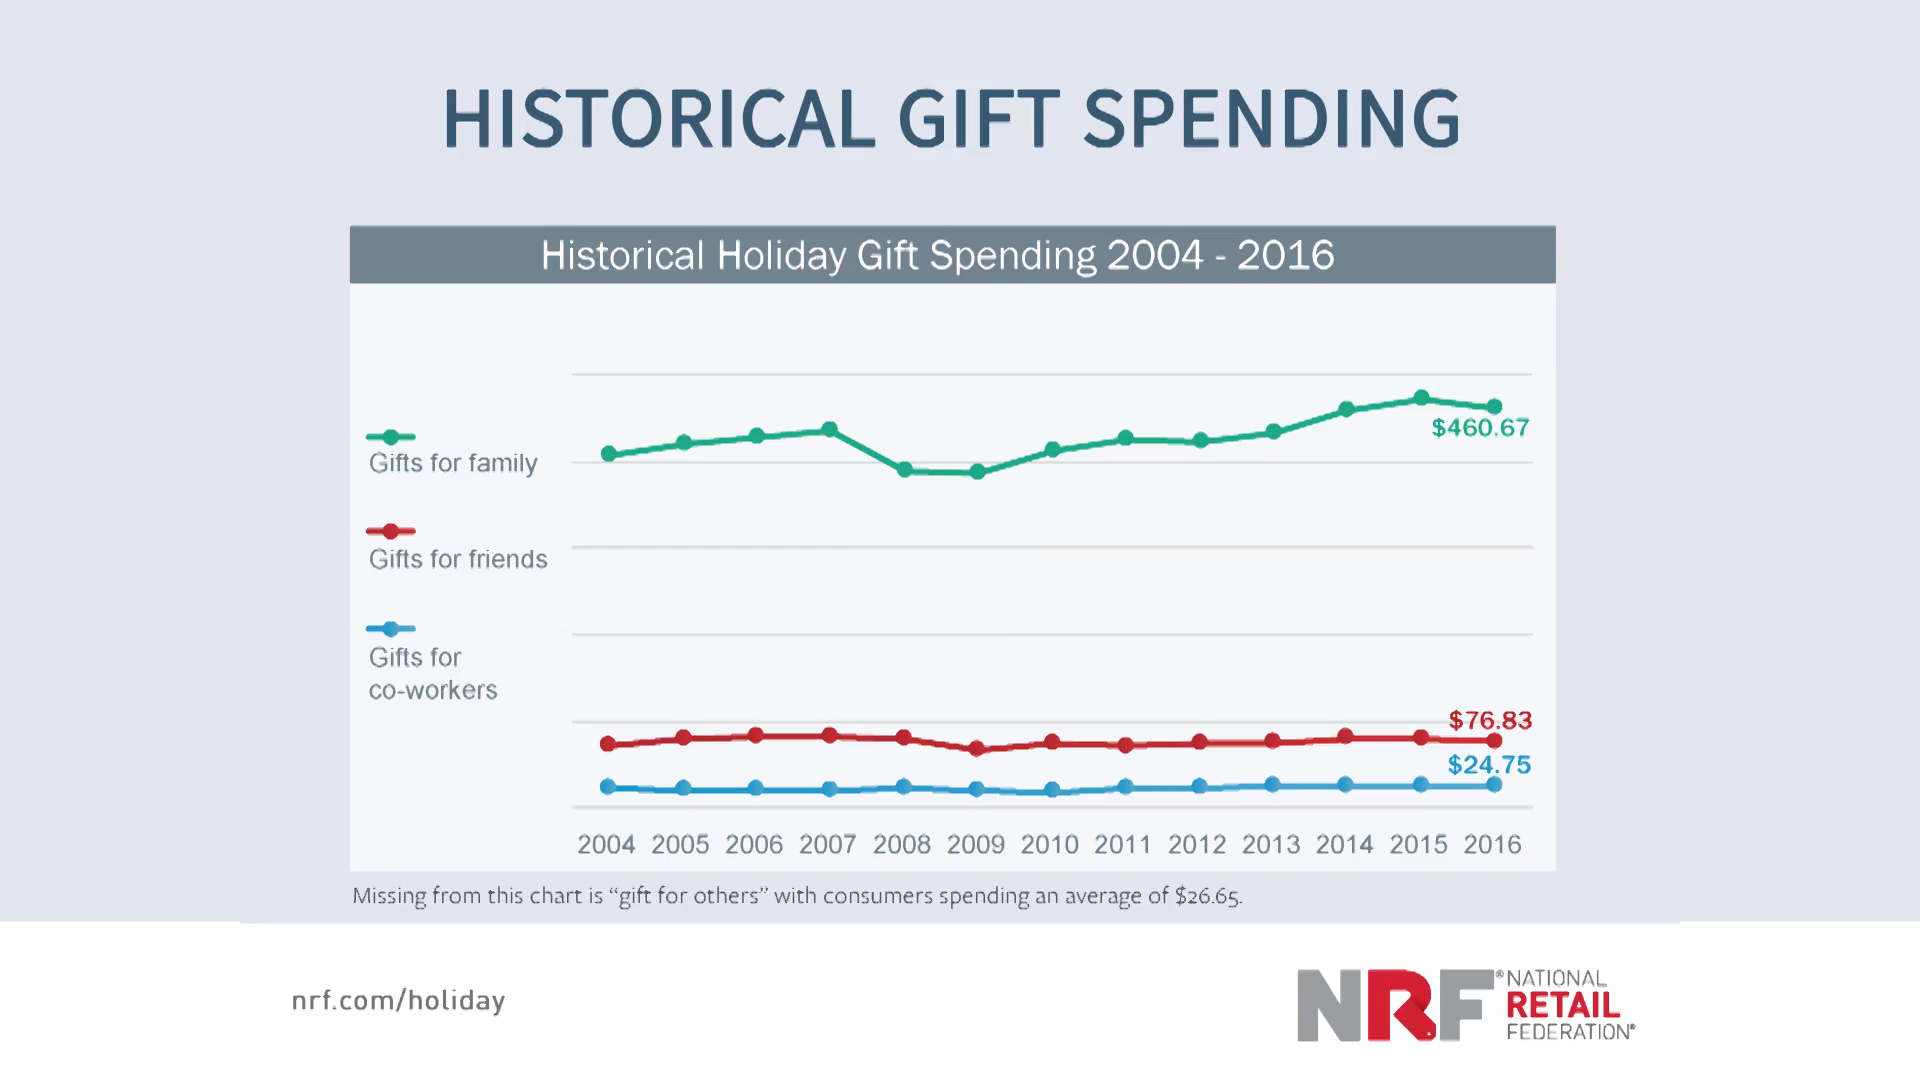 HISTORICAL GIFT SPENDING
Historical Holiday Gift Spending 2004 - 2016
Gifts for family
Gifts for friends
Gifts for
co-workers
$460.67
$76.83
$24.75
2004 2005 2006 2007 2008 2009 2010 2011 2012 2013 2014 2015 2016
Missing from this chart is “gift for others” with consumers spending an average of $26.65.
nrf.com/holiday
NRF®
NATIONAL
RETAIL
FEDERATION®